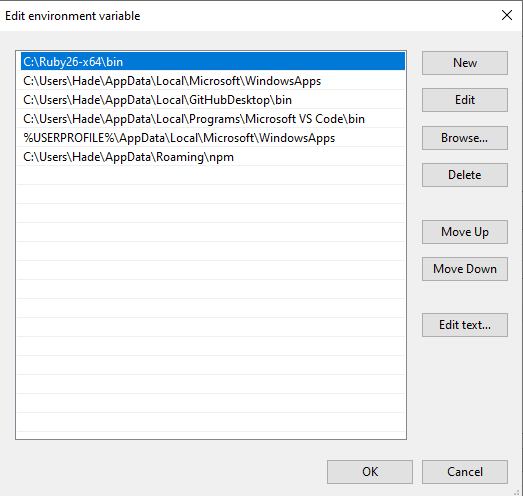 Edit environment variable
C:\Ruby26-x64\bin
C:\Users\Hade\AppData\Local\Microsoft\WindowsApps
C:\Users\Hade\AppData\Local\GitHubDesktop\bin
C:\Users\Hade\AppData\Local\Programs\Microsoft VS Code\bin
%USERPROFILE%\AppData\Local\Microsoft\WindowsApps
C:\Users\Hade\AppData\Roaming\npm
New
Edit
Browse...
Delete
Move Up
Move Down
Edit text...
OK
Cancel